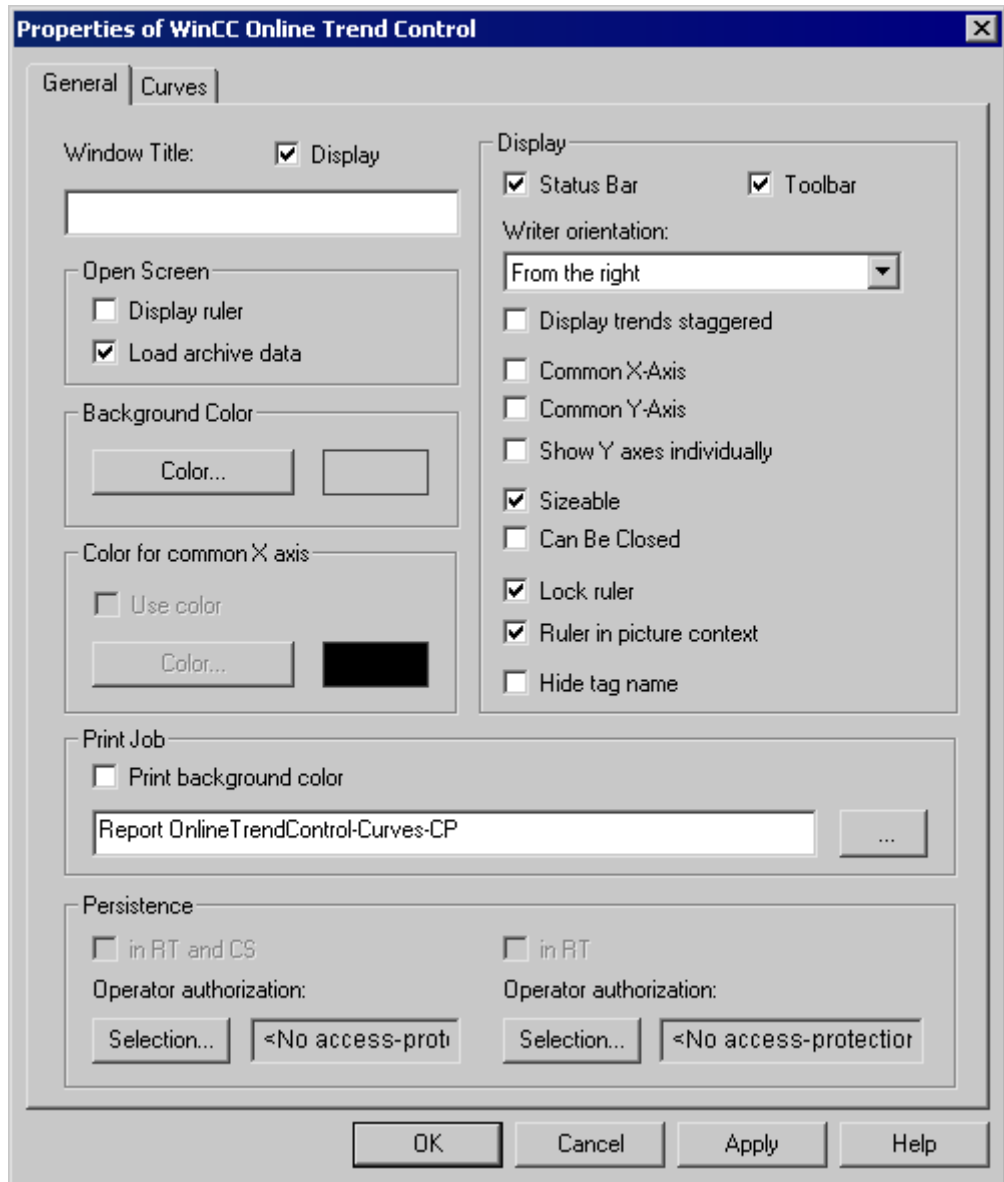 Properties of WinCC Online Trend Control
General
Curves
Window Title:
Display
Open Screen
Display ruler
Load archive data
Background Color
Color...
Color for common X axis
Use color
Color...
Display
Status Bar
Toolbar
Writer orientation:
From the right
Display trends staggered
Common X-Axis
Common Y-Axis
Show Y axes individually
Sizeable
Can Be Closed
Lock ruler
Ruler in picture context
Hide tag name
Print Job
Print background color
Report OnlineTrendControl-Curves-CP
...
Persistence
in RT and CS
in RT
Operator authorization:
Operator authorization:
Selection...
<No access-prot
Selection...
<No access-protection
OK
Cancel
Apply
Help